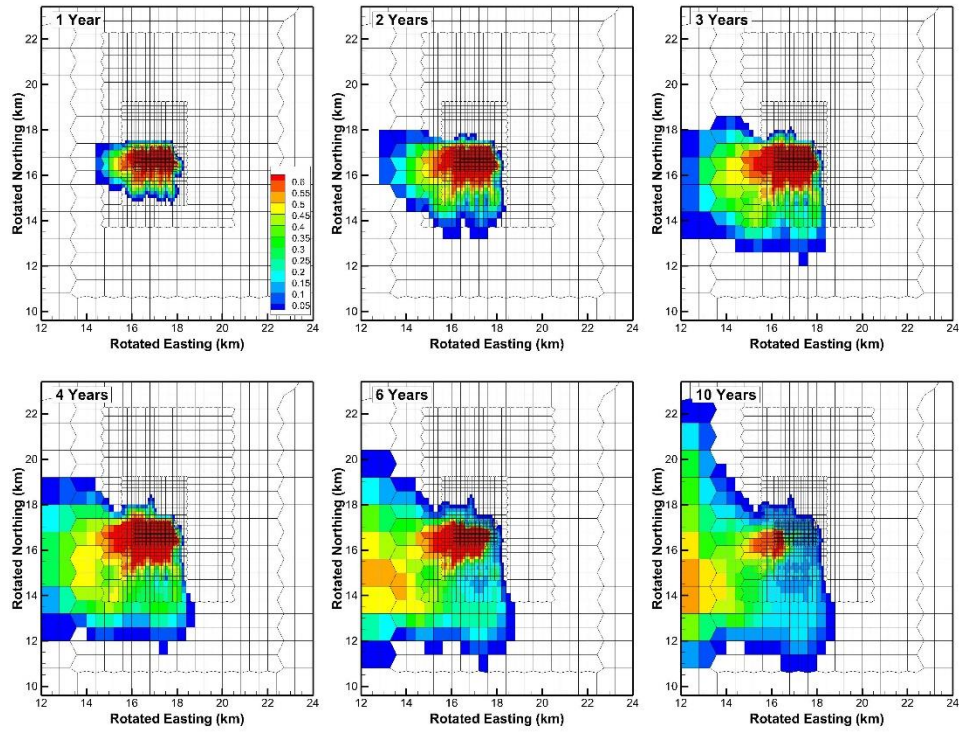 1 Year
2 Years
3 Years
22
20
18
16
14
12
10
Rotated Northing (km)
0.6
0.55
0.5
0.45
0.4
0.35
0.3
0.25
0.2
0.15
0.1
0.05
12 14 16 18 20 22 24
Rotated Easting (km)
22
20
18
16
14
12
10
Rotated Northing (km)
12 14 16 18 20 22 24
Rotated Easting (km)
22
20
18
16
14
12
10
Rotated Northing (km)
12 14 16 18 20 22 24
Rotated Easting (km)
4 Years
6 Years
10 Years
22
20
18
16
14
12
10
Rotated Northing (km)
12 14 16 18 20 22 24
Rotated Easting (km)
22
20
18
16
14
12
10
Rotated Northing (km)
12 14 16 18 20 22 24
Rotated Easting (km)
22
20
18
16
14
12
10
Rotated Northing (km)
12 14 16 18 20 22 24
Rotated Easting (km)